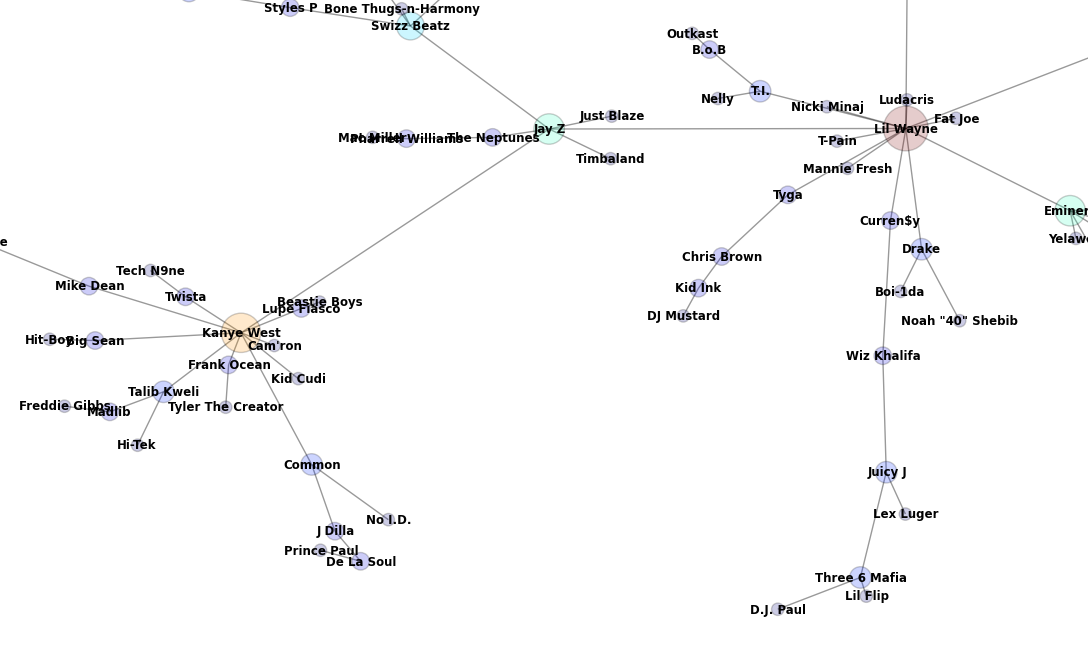 Styles P
Bone Thugs-n-Harmony
Swizz Beatz
Outkast
B.o.B
Nelly
T.I.
Nicki Minaj
Ludacris
Fat Joe
Lil Wayne
T-Pain
Just Blaze
Jay Z
The Neptunes
Pharrell Williams
Mac Miller
Timbaland
Mannie Fresh
Tyga
Curren$y
Eminem
Yelawo
Drake
e
Chris Brown
Tech N9ne
Mike Dean
Twista
Kid Ink
Boi-1da
Beastie Boys
Lupe Fiasco
DJ Mustard
Noah "40" Shebib
Kanye West
Hit-Boy
Big Sean
Cam'ron
Wiz Khalifa
Frank Ocean
Kid Cudi
Talib Kweli
Freddie Gibbs
Madlib
Tyler The Creator
Hi-Tek
Common
Juicy J
Lex Luger
No I.D.
J Dilla
Prince Paul
De La Soul
Three 6 Mafia
Lil Flip
D.J. Paul